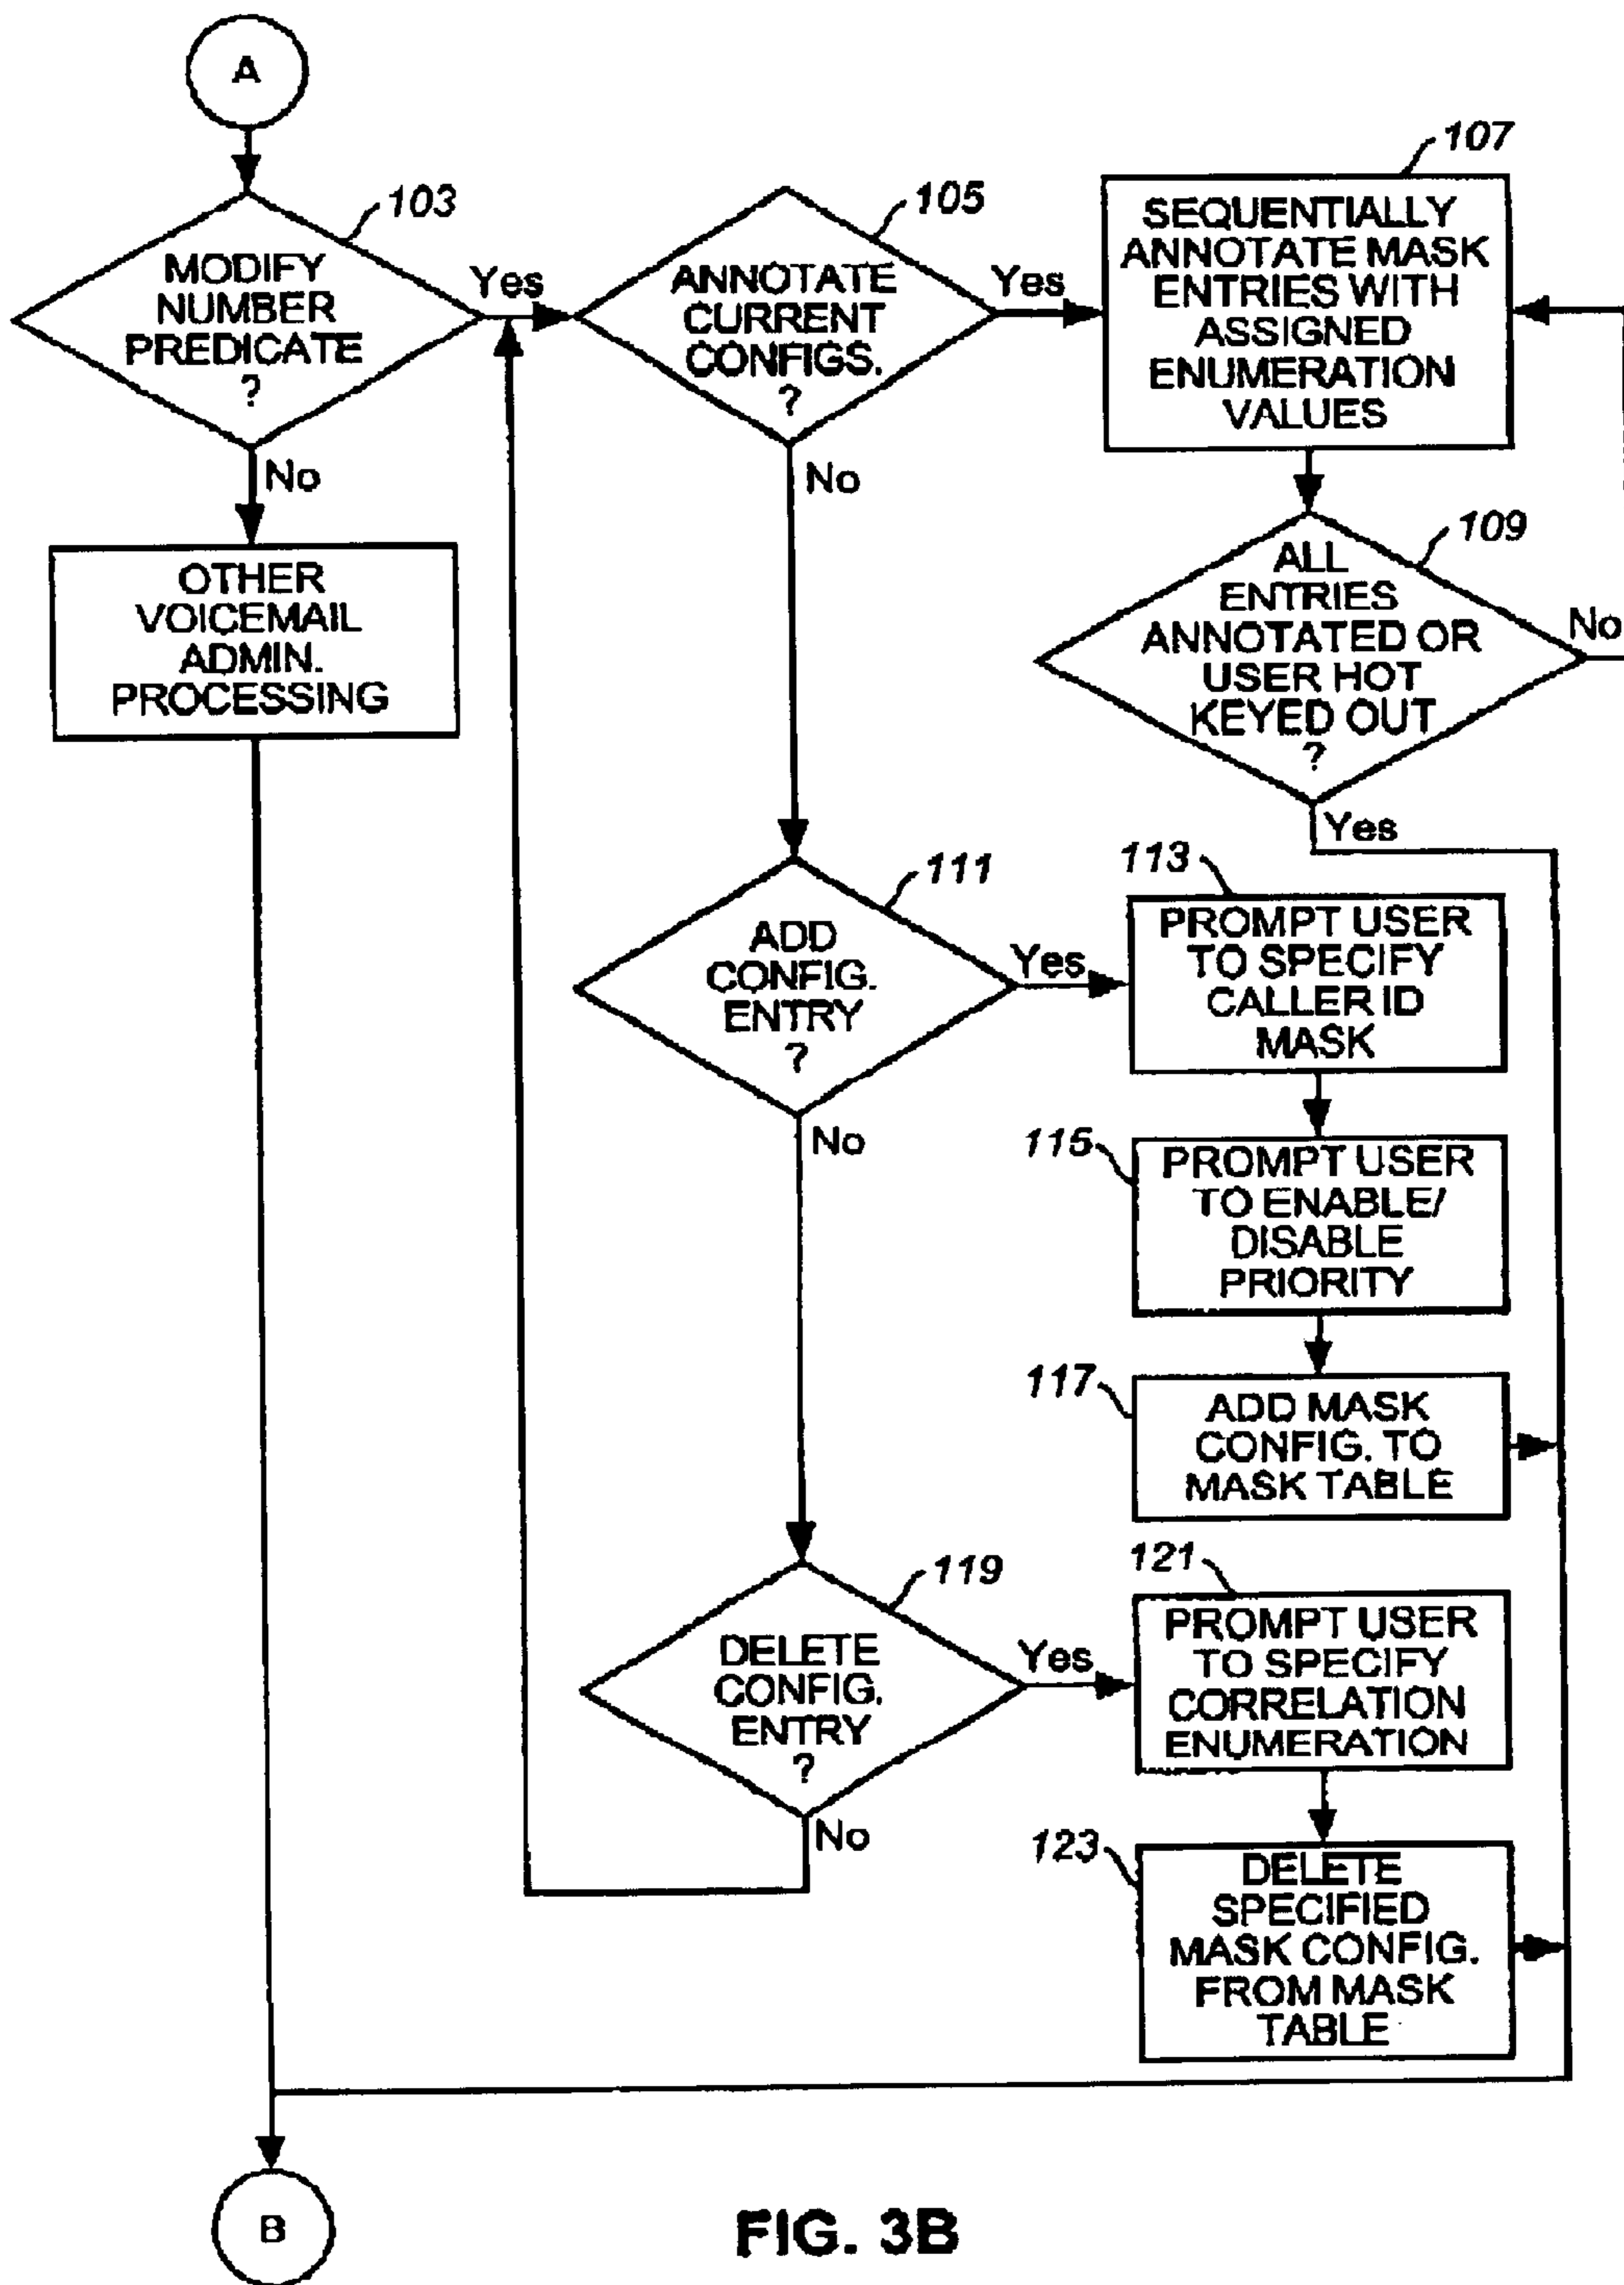 A
103
MODIFY
NUMBER
PREDICATE
?
Yes
No
OTHER
VOICEMAIL
ADMIN.
PROCESSING
105
ANNOTATE
CURRENT
CONFIGS.
?
Yes
No
107
SEQUENTIALLY
ANNOTATE MASK
ENTRIES WITH
ASSIGNED
ENUMERATION
VALUES
109
ALL
ENTRIES
ANNOTATED OR
USER HOT
KEYED OUT
?
No
Yes
111
ADD
CONFIG.
ENTRY
?
Yes
No
113
PROMPT USER
TO SPECIFY
CALLER ID
MASK
115
PROMPT USER
TO ENABLE/
DISABLE
PRIORITY
117
ADD MASK
CONFIG. TO
MASK TABLE
119
DELETE
CONFIG.
ENTRY
?
Yes
No
121
PROMPT USER
TO SPECIFY
CORRELATION
ENUMERATION
123
DELETE
SPECIFIED
MASK CONFIG.
FROM MASK
TABLE
B
FIG. 3B